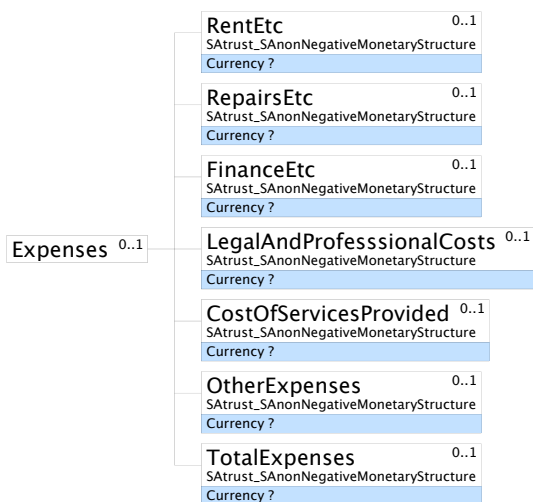 RentEtc 0..1
SAtrust_SAnonNegativeMonetaryStructure
Currency ?
RepairsEtc 0..1
SAtrust_SAnonNegativeMonetaryStructure
Currency ?
FinanceEtc 0..1
SAtrust_SAnonNegativeMonetaryStructure
Currency ?
Expenses 0..1
LegalAndProfesssionalCosts 0..1
SAtrust_SAnonNegativeMonetaryStructure
Currency ?
CostOfServicesProvided 0..1
SAtrust_SAnonNegativeMonetaryStructure
Currency ?
OtherExpenses 0..1
SAtrust_SAnonNegativeMonetaryStructure
Currency ?
TotalExpenses 0..1
SAtrust_SAnonNegativeMonetaryStructure
Currency ?